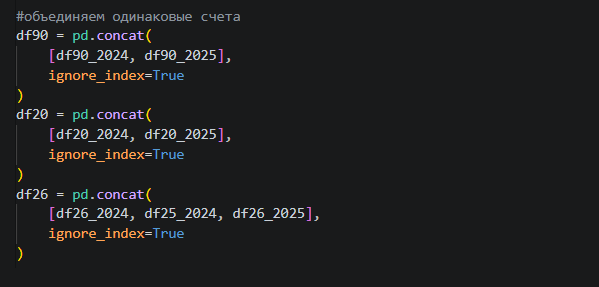 #объединяем одинаковые счета
df90 = pd.concat(
    [df90_2024, df90_2025],
    ignore_index=True
)
df20 = pd.concat(
    [df20_2024, df20_2025],
    ignore_index=True
)
df26 = pd.concat(
    [df26_2024, df25_2024, df26_2025],
    ignore_index=True
)